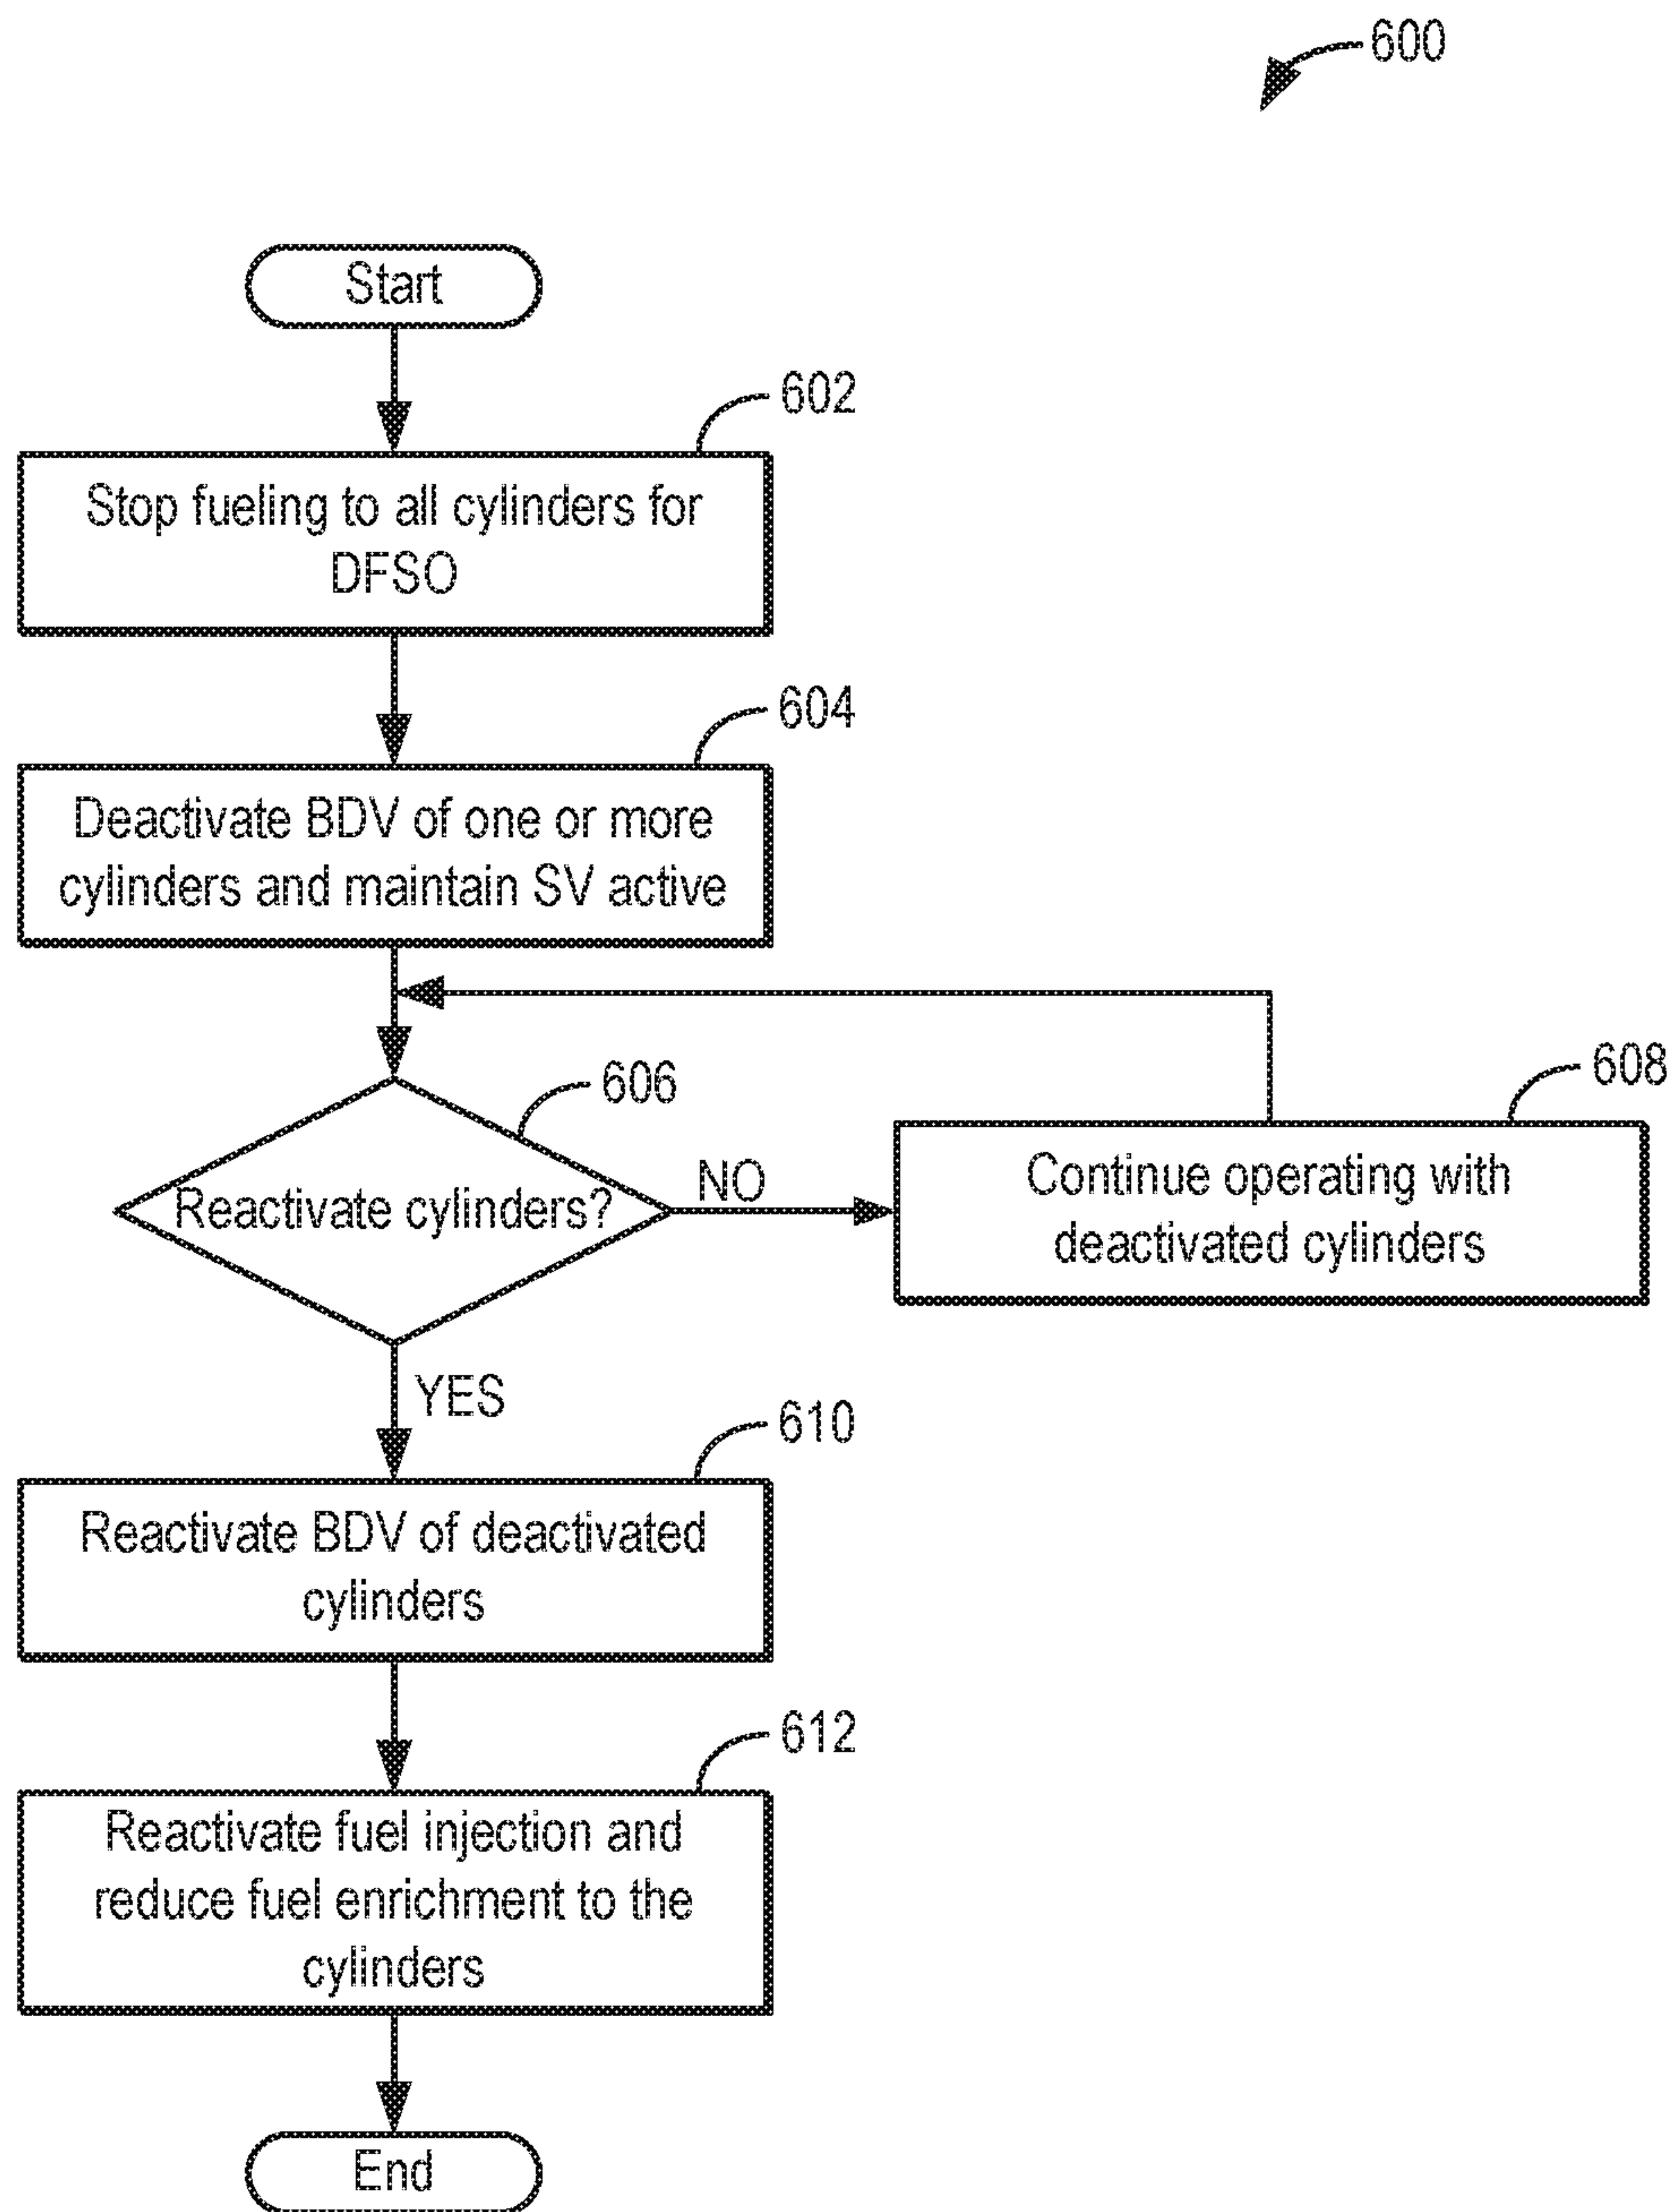 600
Start
602
Stop fueling to all cylinders for
DFSO
604
Deactivate BDV of one or more
cylinders and maintain SV active
606
Reactivate cylinders?
NO
608
Continue operating with
deactivated cylinders
YES
610
Reactivate BDV of deactivated
cylinders
612
Reactivate fuel injection and
reduce fuel enrichment to the
cylinders
End